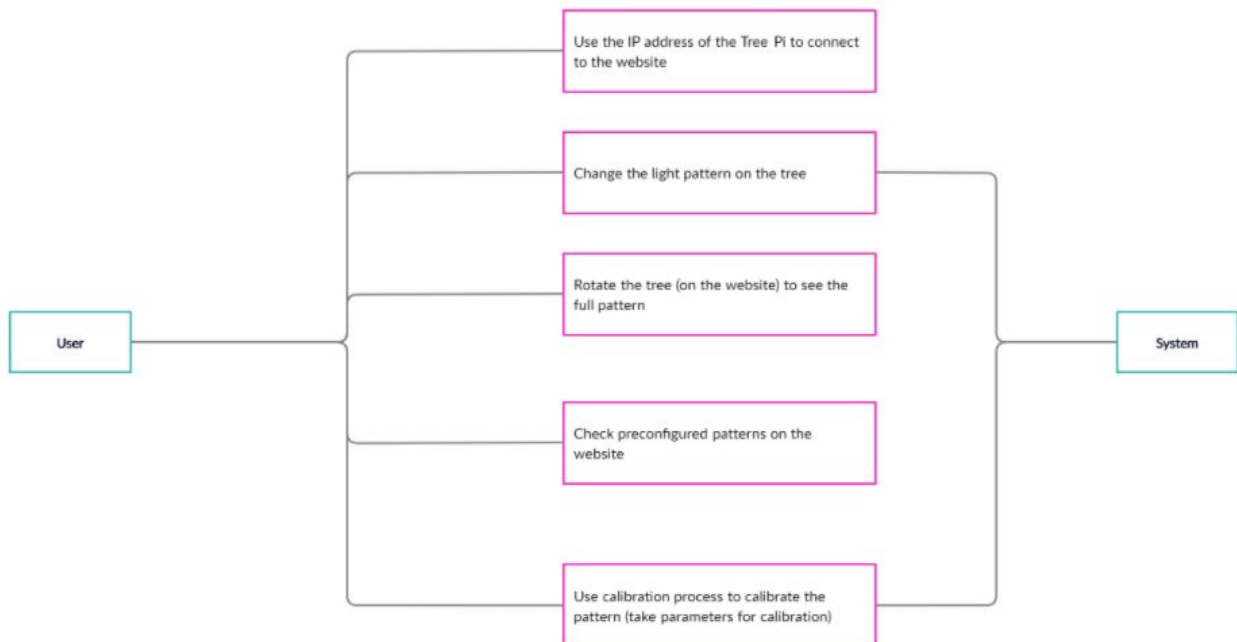 Use the IP address of the Tree Pi to connect
to the website
Change the light pattern on the tree
Rotate the tree (on the website) to see the
full pattern
User
System
Check preconfigured patterns on the
website
Use calibration process to calibrate the
pattern (take parameters for calibration)